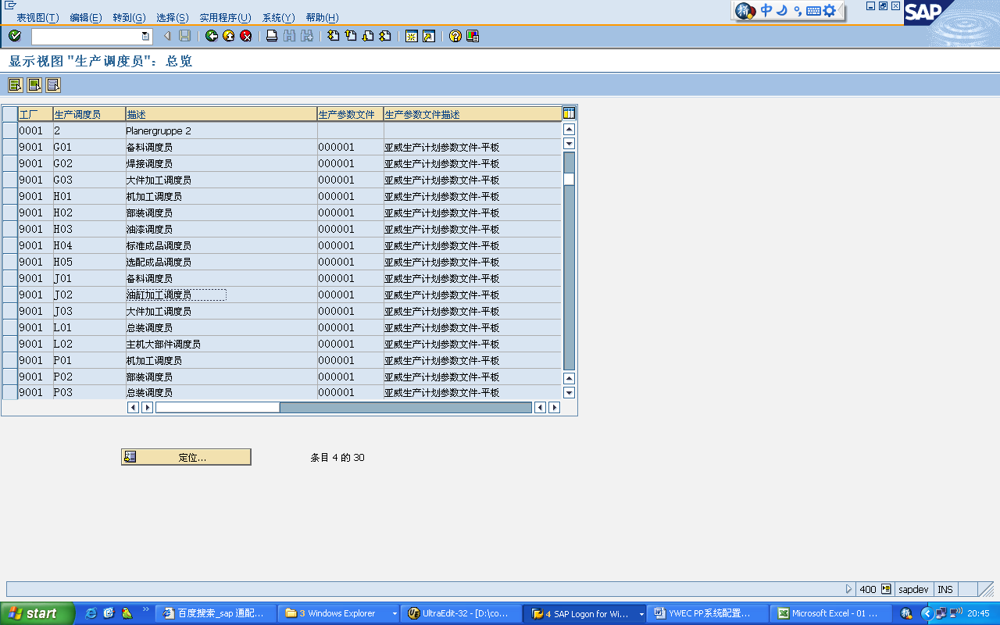 表视图(T) 编辑(E) 转到(G) 选择(S) 实用程序(U) 系统(Y) 帮助(H)
中
SAP
显示视图 "生产调度员": 总览
工厂 生产调度员 描述 生产参数文件 生产参数文件描述
0001 2 Planergruppe 2
9001 G01 备料调度员 000001 亚威生产计划参数文件-平板
9001 G02 焊接调度员 000001 亚威生产计划参数文件-平板
9001 G03 大件加工调度员 000001 亚威生产计划参数文件-平板
9001 H01 机加工调度员 000001 亚威生产计划参数文件-平板
9001 H02 部装调度员 000001 亚威生产计划参数文件-平板
9001 H03 油漆调度员 000001 亚威生产计划参数文件-平板
9001 H04 标准成品调度员 000001 亚威生产计划参数文件-平板
9001 H05 选配成品调度员 000001 亚威生产计划参数文件-平板
9001 J01 备料调度员 000001 亚威生产计划参数文件-平板
9001 J02 油缸加工调度员 000001 亚威生产计划参数文件-平板
9001 J03 大件加工调度员 000001 亚威生产计划参数文件-平板
9001 L01 总装调度员 000001 亚威生产计划参数文件-平板
9001 L02 主机大部件调度员 000001 亚威生产计划参数文件-平板
9001 P01 机加工调度员 000001 亚威生产计划参数文件-平板
9001 P02 部装调度员 000001 亚威生产计划参数文件-平板
9001 P03 总装调度员 000001 亚威生产计划参数文件-平板
定位... 条目 4 的 30
400 sapdev INS
start 百度搜索_sap 通配... 3 Windows Explorer UltraEdit-32 - [D:\co... 4 SAP Logon for Wi... YWEC PP系统配置... Microsoft Excel - 01 ... 20:45